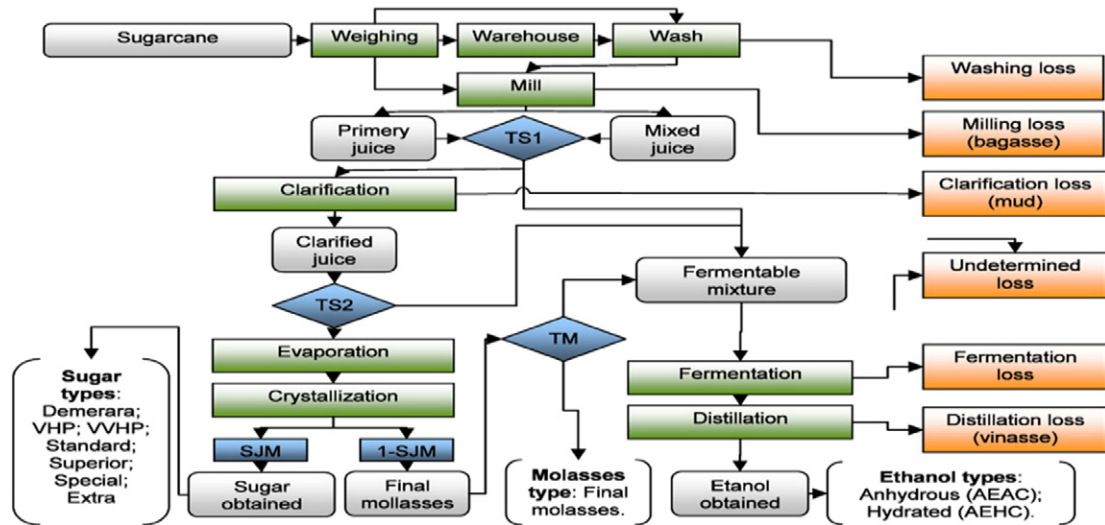 Sugarcane
Weighing
Warehouse
Wash
Washing loss
Mill
Primery
juice
TS1
Mixed
juice
Milling loss
(bagasse)
Clarification
Clarification loss
(mud)
Clarified
juice
Fermentable
mixture
Undetermined
loss
TS2
TM
Evaporation
Crystallization
Fermentation
Fermentation
loss
Distillation
Distillation loss
(vinasse)
SJM
1-SJM
Sugar
types:
Demerara;
VHP; VVHP;
Standard;
Superior;
Special;
Extra
Sugar
obtained
Final
mollasses
Molasses
type: Final
molasses.
Etanol
obtained
Ethanol types:
Anhydrous (AEAC);
Hydrated (AEHC).